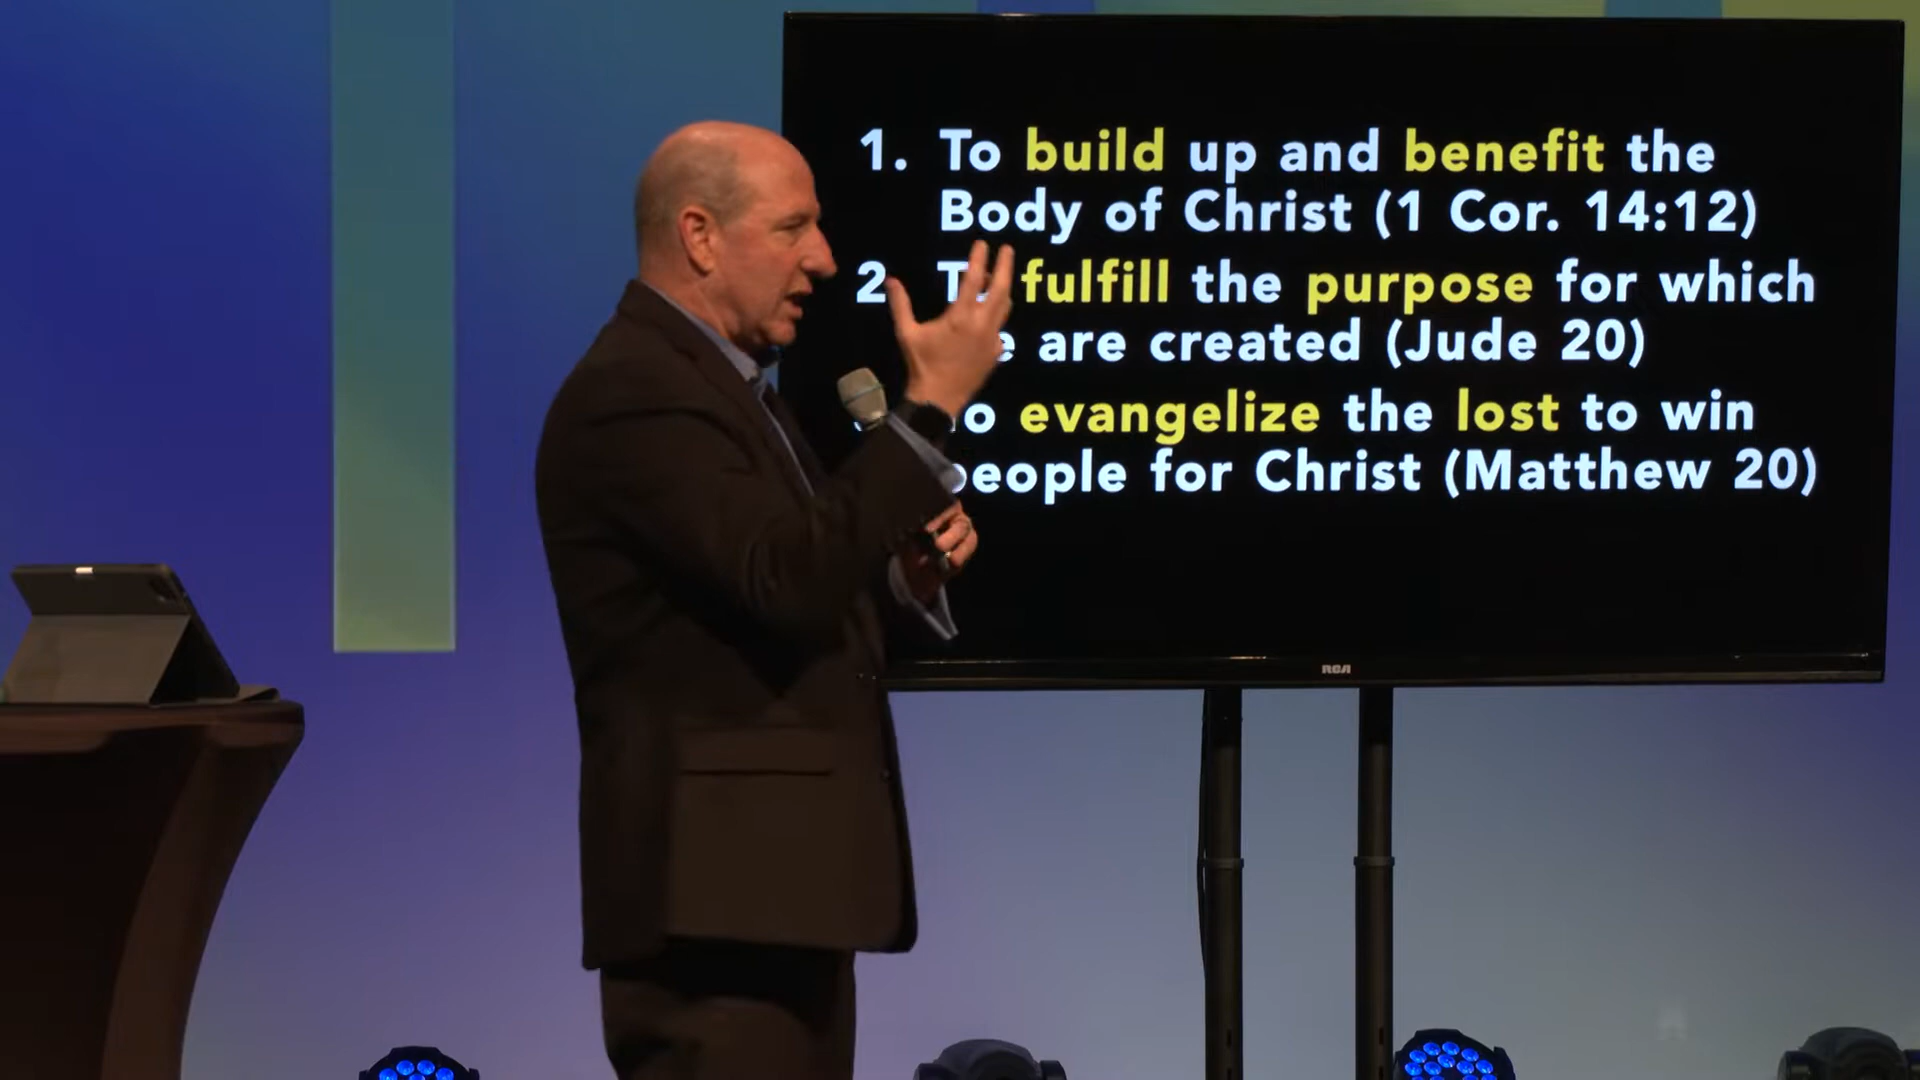 1. To build up and benefit the
Body of Christ (1 Cor. 14:12)
2 fulfill the purpose for which
are created (Jude 20)
evangelize the lost to win
people for Christ (Matthew 20)
RCA